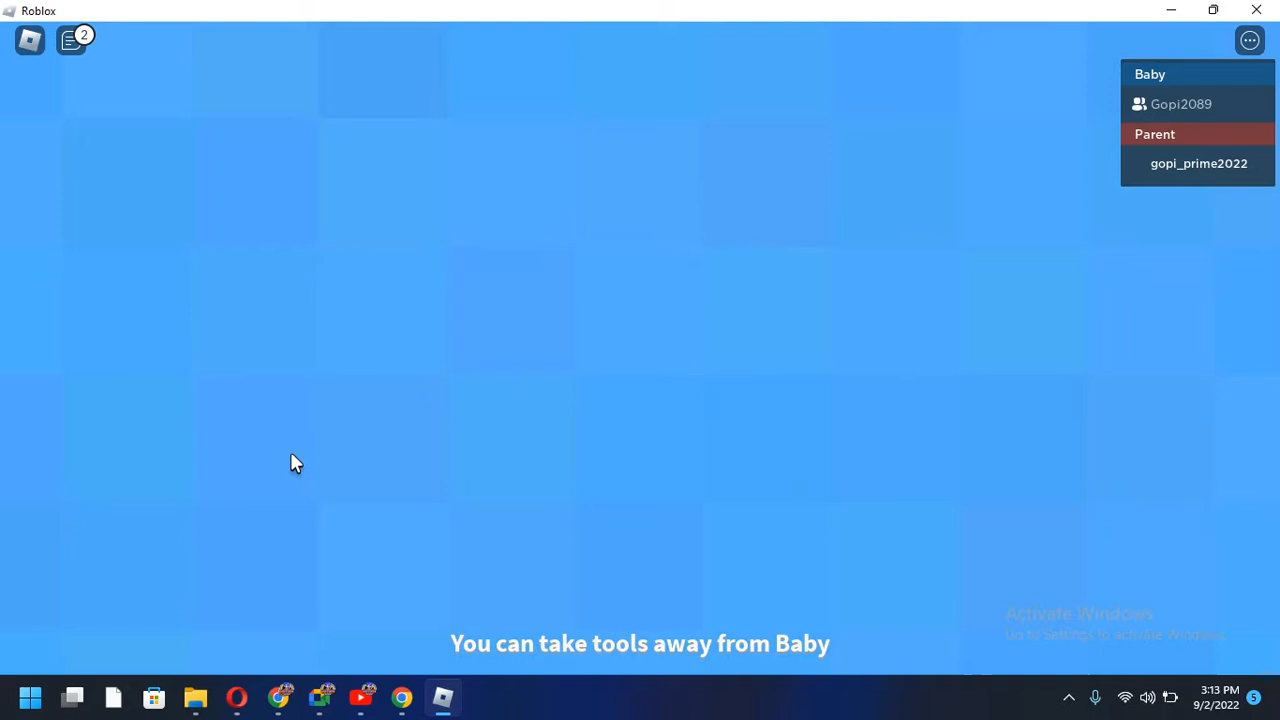 Roblox
2
Baby
Gopi2089
Parent
gopi_prime2022
Activate Windows
Go to Settings to activate Windows.
You can take tools away from Baby
3:13 PM
9/2/2022
5